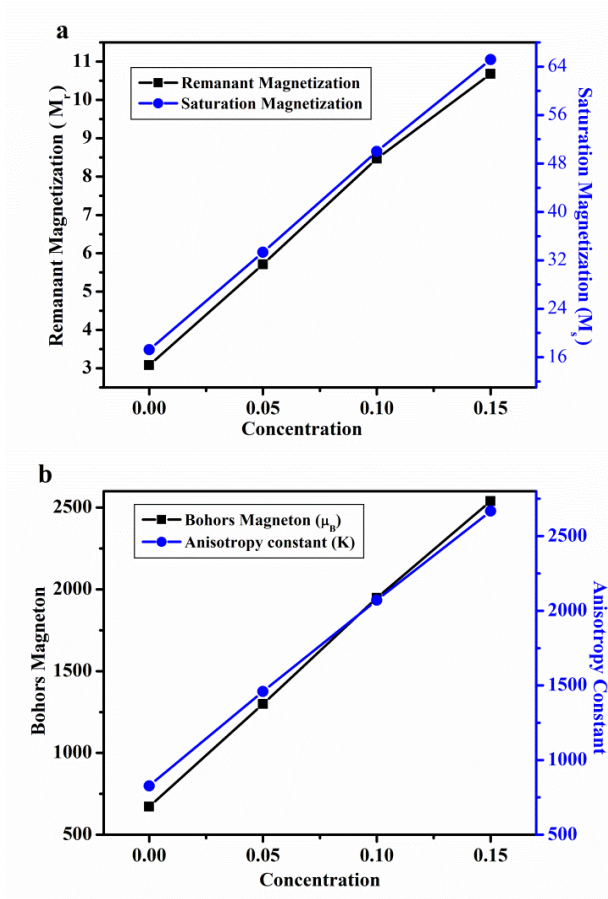 a
Remanant Magnetization ( Mr)
11
10
9
8
7
6
5
4
3
Remanant Magnetization
Saturation Magnetization
64
56
48
40
32
24
16
Saturation Magnetization (Ms)
0.00 0.05 0.10 0.15
Concentration
b
Bohors Magneton
2500
2000
1500
1000
500
Bohors Magneton (μB)
Anisotropy constant (K)
2500
2000
1500
1000
500
Anisotropy Constant
0.00 0.05 0.10 0.15
Concentration